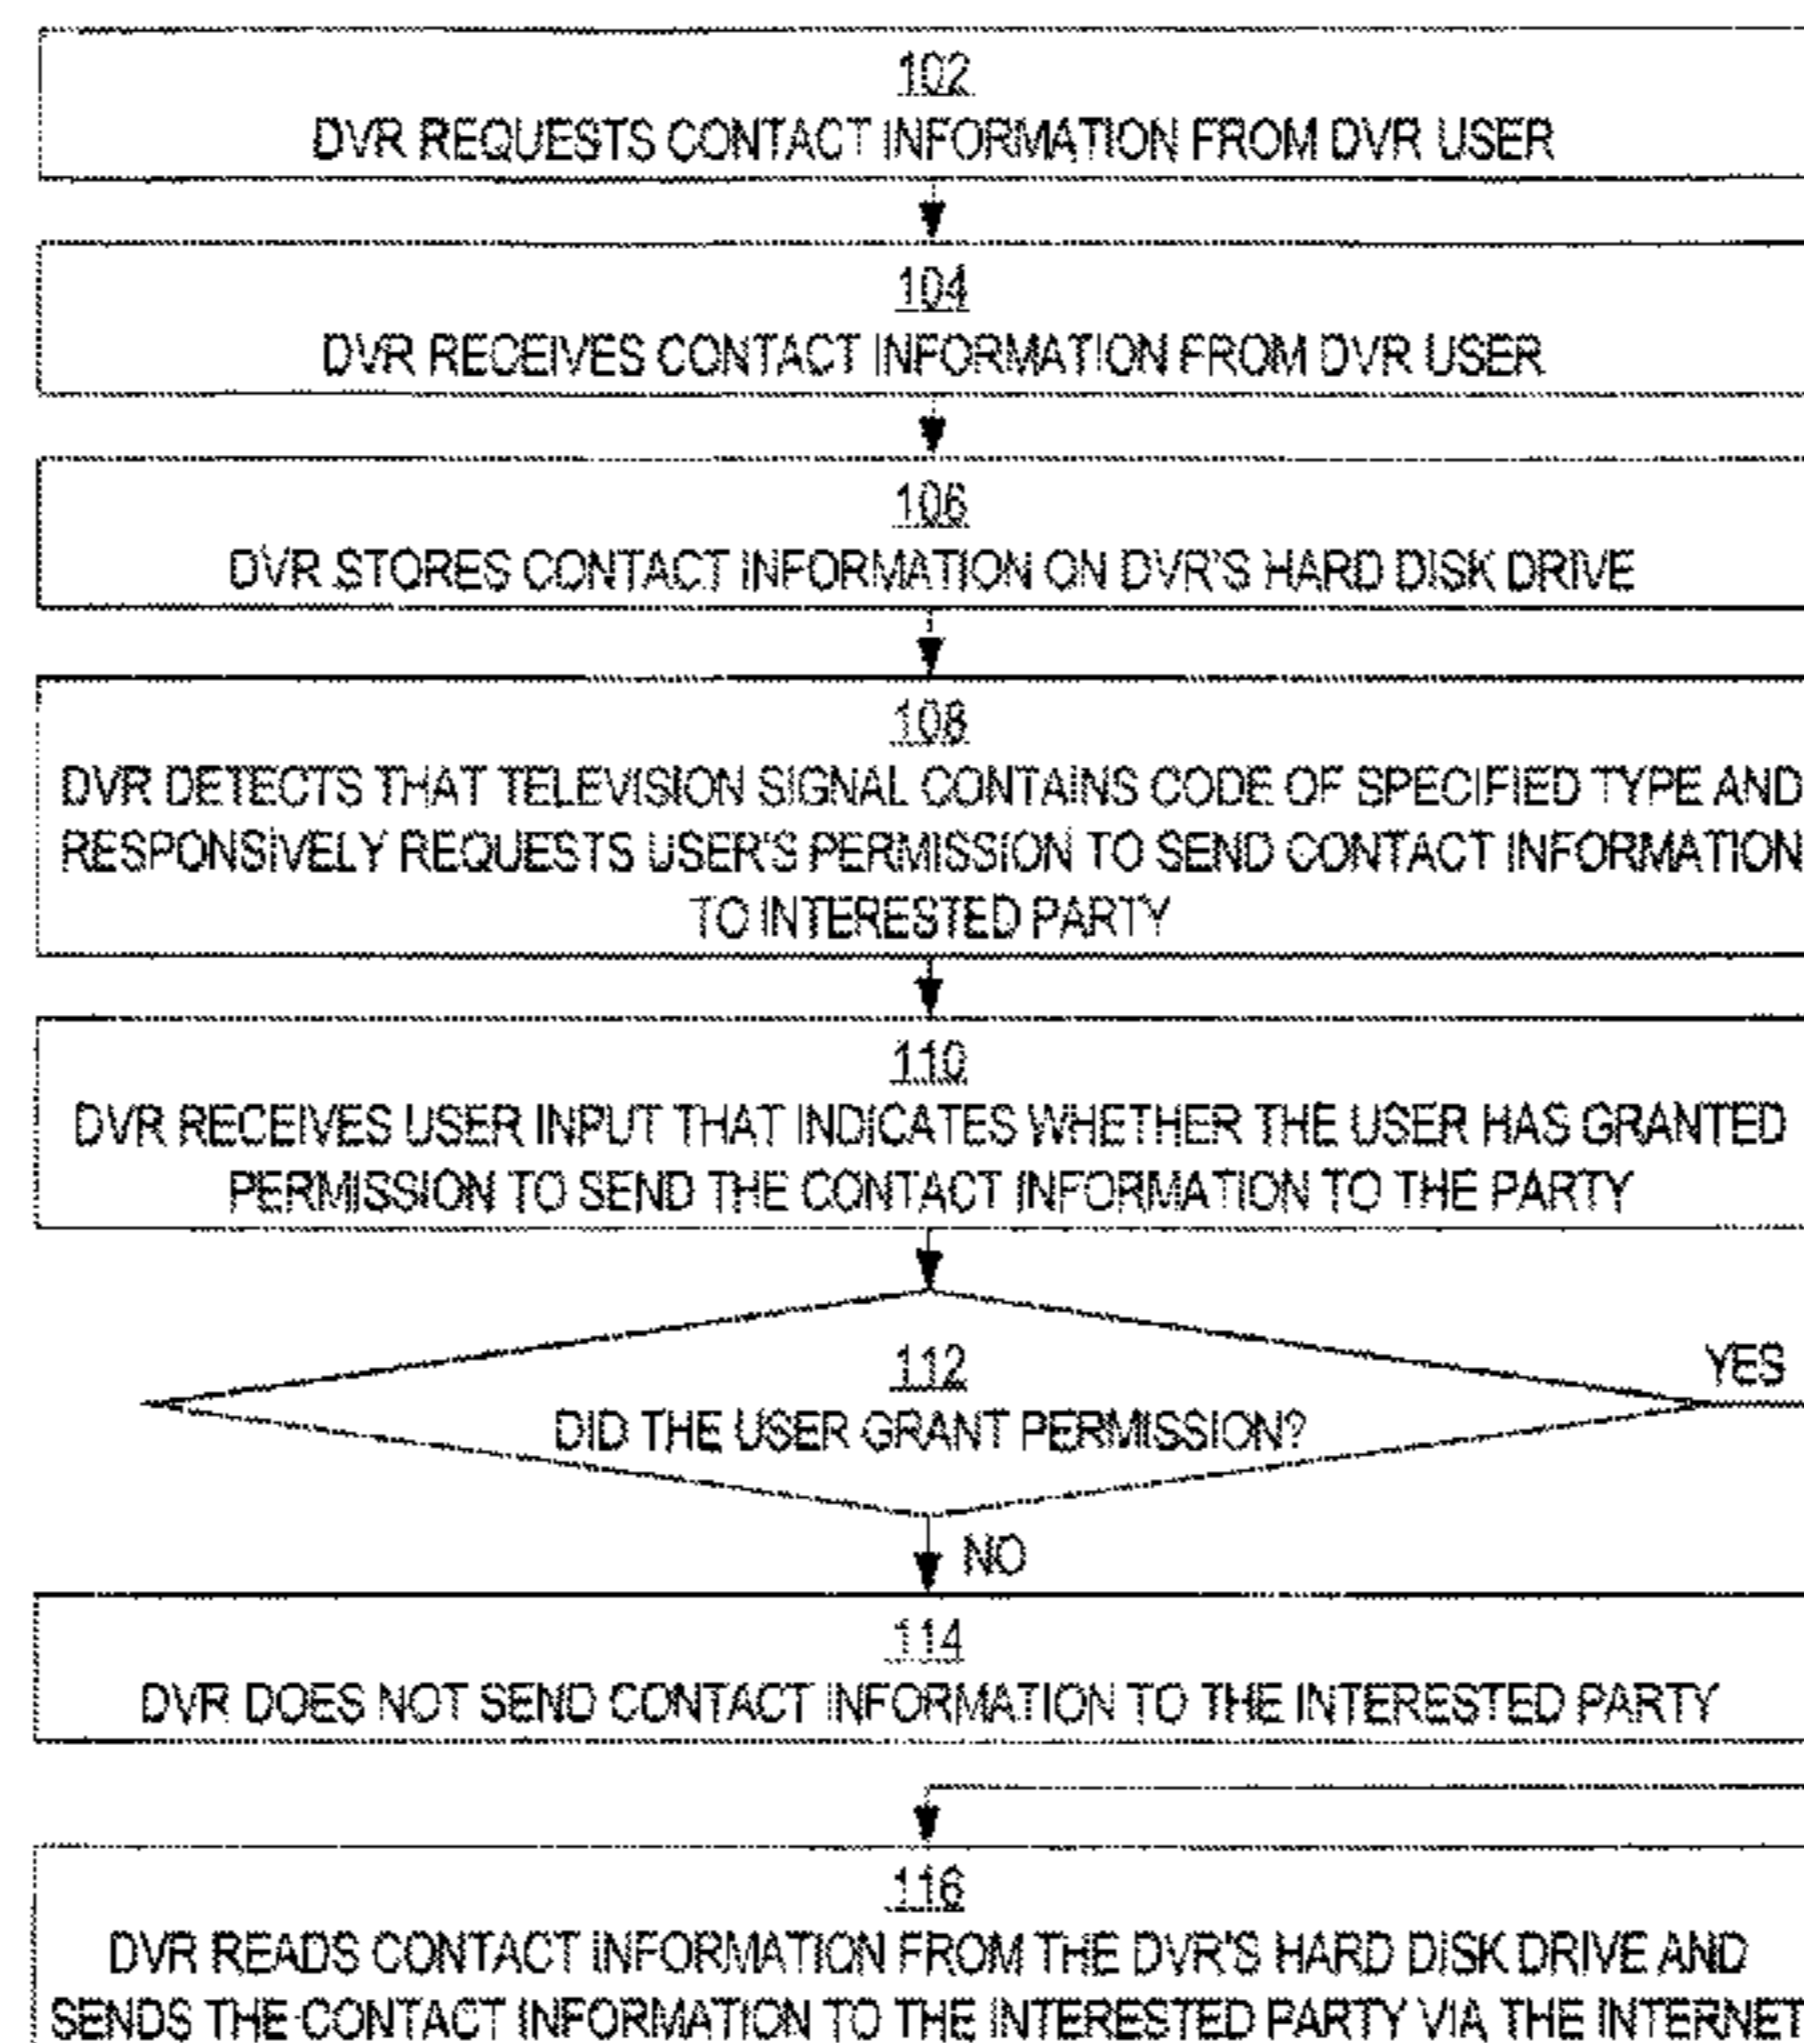 102
DVR REQUESTS CONTACT INFORMATION FROM DVR USER
104
DVR RECEIVES CONTACT INFORMATION FROM DVR USER
106
DVR STORES CONTACT INFORMATION ON DVR'S HARD DISK DRIVE
108
DVR DETECTS THAT TELEVISION SIGNAL CONTAINS CODE OF SPECIFIED TYPE AND
RESPONSIVELY REQUESTS USER'S PERMISSION TO SEND CONTACT INFORMATION
TO INTERESTED PARTY
110
DVR RECEIVES USER INPUT THAT INDICATES WHETHER THE USER HAS GRANTED
PERMISSION TO SEND THE CONTACT INFORMATION TO THE PARTY
112
DID THE USER GRANT PERMISSION?
YES
NO
114
DVR DOES NOT SEND CONTACT INFORMATION TO THE INTERESTED PARTY
116
DVR READS CONTACT INFORMATION FROM THE DVR'S HARD DISK DRIVE AND
SENDS THE CONTACT INFORMATION TO THE INTERESTED PARTY VIA THE INTERNET